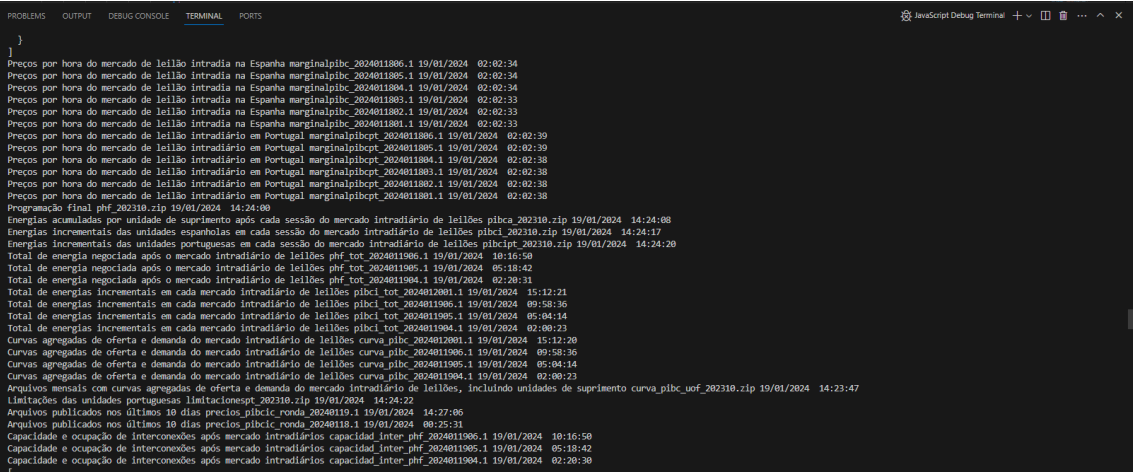 PROBLEMS OUTPUT DEBUG CONSOLE TERMINAL PORTS JavaScript Debug Terminal
}
]
Preços por hora do mercado de leilão intradia na Espanha marginalpibc_2024011806.1 19/01/2024 02:02:34
Preços por hora do mercado de leilão intradia na Espanha marginalpibc_2024011805.1 19/01/2024 02:02:34
Preços por hora do mercado de leilão intradia na Espanha marginalpibc_2024011804.1 19/01/2024 02:02:34
Preços por hora do mercado de leilão intradia na Espanha marginalpibc_2024011803.1 19/01/2024 02:02:33
Preços por hora do mercado de leilão intradia na Espanha marginalpibc_2024011802.1 19/01/2024 02:02:33
Preços por hora do mercado de leilão intradia na Espanha marginalpibc_2024011801.1 19/01/2024 02:02:33
Preços por hora do mercado de leilão intradiário em Portugal marginalpibcpt_2024011806.1 19/01/2024 02:02:39
Preços por hora do mercado de leilão intradiário em Portugal marginalpibcpt_2024011805.1 19/01/2024 02:02:39
Preços por hora do mercado de leilão intradiário em Portugal marginalpibcpt_2024011804.1 19/01/2024 02:02:38
Preços por hora do mercado de leilão intradiário em Portugal marginalpibcpt_2024011803.1 19/01/2024 02:02:38
Preços por hora do mercado de leilão intradiário em Portugal marginalpibcpt_2024011802.1 19/01/2024 02:02:38
Preços por hora do mercado de leilão intradiário em Portugal marginalpibcpt_2024011801.1 19/01/2024 02:02:38
Programação final phf_202310.zip 19/01/2024 14:24:00
Energias acumuladas por unidade de suprimento após cada sessão do mercado intradiário de leilões pibca_202310.zip 19/01/2024 14:24:08
Energias incrementais das unidades espanholas em cada sessão do mercado intradiário de leilões pibci_202310.zip 19/01/2024 14:24:17
Energias incrementais das unidades portuguesas em cada sessão do mercado intradiário de leilões pibcipt_202310.zip 19/01/2024 14:24:20
Total de energia negociada após o mercado intradiário de leilões phf_tot_2024011906.1 19/01/2024 10:16:50
Total de energia negociada após o mercado intradiário de leilões phf_tot_2024011905.1 19/01/2024 05:18:42
Total de energia negociada após o mercado intradiário de leilões phf_tot_2024011904.1 19/01/2024 02:20:31
Total de energias incrementais em cada mercado intradiário de leilões pibci_tot_2024012001.1 19/01/2024 15:12:21
Total de energias incrementais em cada mercado intradiário de leilões pibci_tot_2024011906.1 19/01/2024 09:58:36
Total de energias incrementais em cada mercado intradiário de leilões pibci_tot_2024011905.1 19/01/2024 05:04:14
Total de energias incrementais em cada mercado intradiário de leilões pibci_tot_2024011904.1 19/01/2024 02:00:23
Curvas agregadas de oferta e demanda do mercado intradiário de leilões curva_pibc_2024012001.1 19/01/2024 15:12:20
Curvas agregadas de oferta e demanda do mercado intradiário de leilões curva_pibc_2024011906.1 19/01/2024 09:58:36
Curvas agregadas de oferta e demanda do mercado intradiário de leilões curva_pibc_2024011905.1 19/01/2024 05:04:14
Curvas agregadas de oferta e demanda do mercado intradiário de leilões curva_pibc_2024011904.1 19/01/2024 02:00:23
Arquivos mensais com curvas agregadas de oferta e demanda do mercado intradiário de leilões, incluindo unidades de suprimento curva_pibc_uof_202310.zip 19/01/2024 14:23:47
Limitações das unidades portuguesas limitacionespt_202310.zip 19/01/2024 14:24:22
Arquivos publicados nos últimos 10 dias precios_pibcic_ronda_20240119.1 19/01/2024 14:27:06
Arquivos publicados nos últimos 10 dias precios_pibcic_ronda_20240118.1 19/01/2024 00:25:31
Capacidade e ocupação de interconexões após mercado intradiários capacidad_inter_phf_2024011906.1 19/01/2024 10:16:50
Capacidade e ocupação de interconexões após mercado intradiários capacidad_inter_phf_2024011905.1 19/01/2024 05:18:42
Capacidade e ocupação de interconexões após mercado intradiários capacidad_inter_phf_2024011904.1 19/01/2024 02:20:30
[